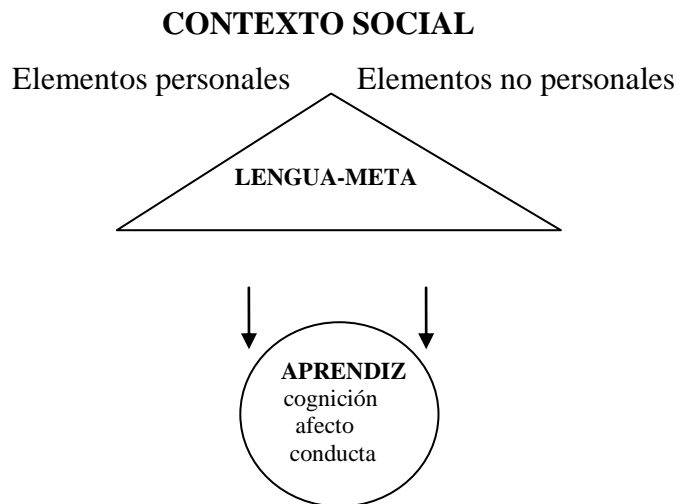 CONTEXTO SOCIAL
Elementos personales Elementos no personales
LENGUA-META
APRENDIZ
cognición
afecto
conducta